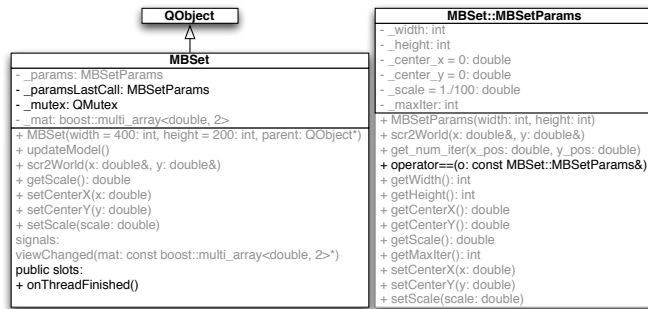 QObject
MBSet
- _params: MBSetParams
- _paramsLastCall: MBSetParams
- _mutex: QMutex
- _mat: boost::multi_array<double, 2>
+ MBSet(width = 400: int, height = 200: int, parent: QObject*)
+ updateModel()
+ scr2World(x: double&, y: double&)
+ getScale(): double
+ setCenterX(x: double)
+ setCenterY(y: double)
+ setScale(scale: double)
signals:
viewChanged(mat: const boost::multi_array<double, 2>*)
public slots:
+ onThreadFinished()
MBSet::MBSetParams
- _width: int
- _height: int
- _center_x = 0: double
- _center_y = 0: double
- _scale = 1./100: double
- _maxIter: int
+ MBSetParams(width: int, height: int)
+ scr2World(x: double&, y: double&)
+ get_num_iter(x_pos: double, y_pos: double)
+ operator==(o: const MBSet::MBSetParams&)
+ getWidth(): int
+ getHeight(): int
+ getCenterX(): double
+ getCenterY(): double
+ getScale(): double
+ getMaxIter(): int
+ setCenterX(x: double)
+ setCenterY(y: double)
+ setScale(scale: double)